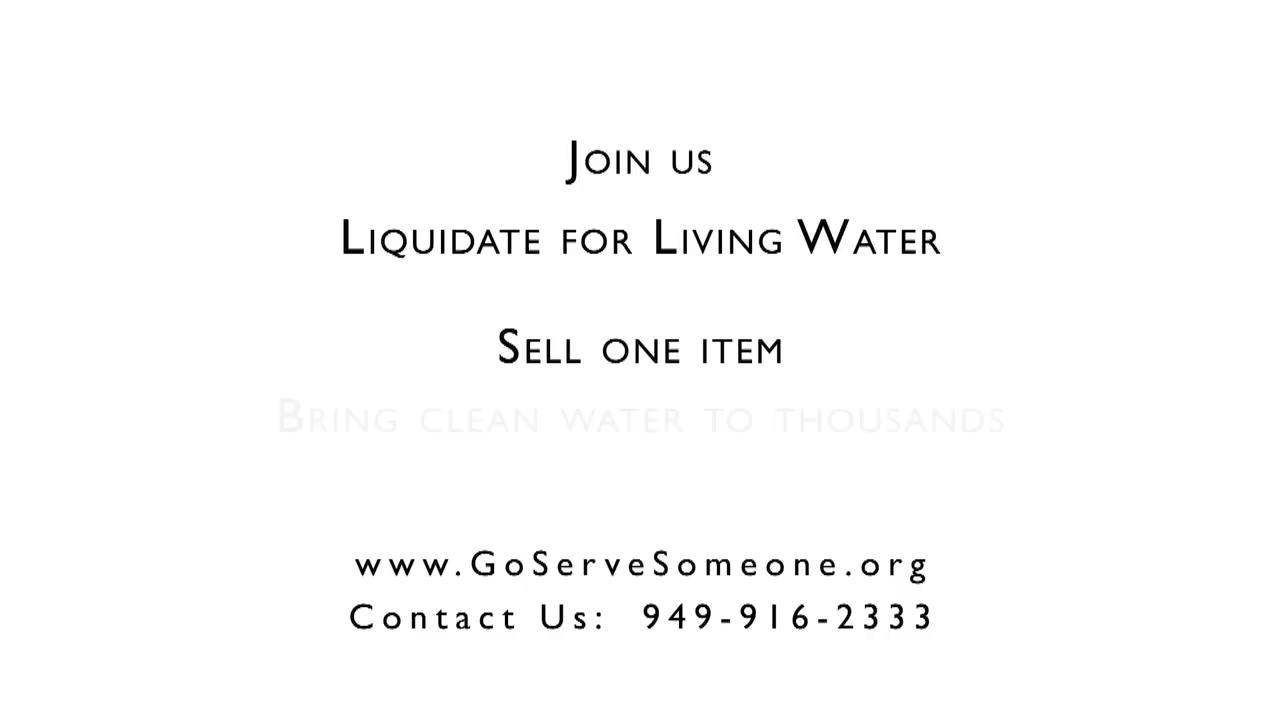 Join us
Liquidate for Living Water
Sell one item
Bring clean water to thousands
www.GoServeSomeone.org
Contact Us: 949-916-2333